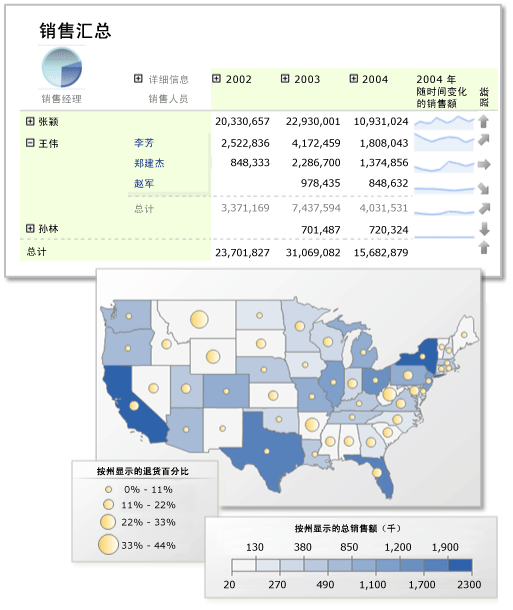 销售汇总
详细信息 2002 2003 2004 2004 年
随时间变化
的销售额
趋势
销售经理 销售人员
张颖 20,330,657 22,930,001 10,931,024
王伟 李芳 2,522,836 4,172,459 1,808,043
郑建杰 848,333 2,286,700 1,374,856
赵军 978,435 848,632
总计 3,371,169 7,437,594 4,031,531
孙林 701,487 720,324
总计 23,701,827 31,069,082 15,682,879
按州显示的退货百分比
0% - 11%
11% - 22%
22% - 33%
33% - 44%
按州显示的总销售额（千）
130 380 850 1,200 1,900
20 270 490 1,100 1,700 2300